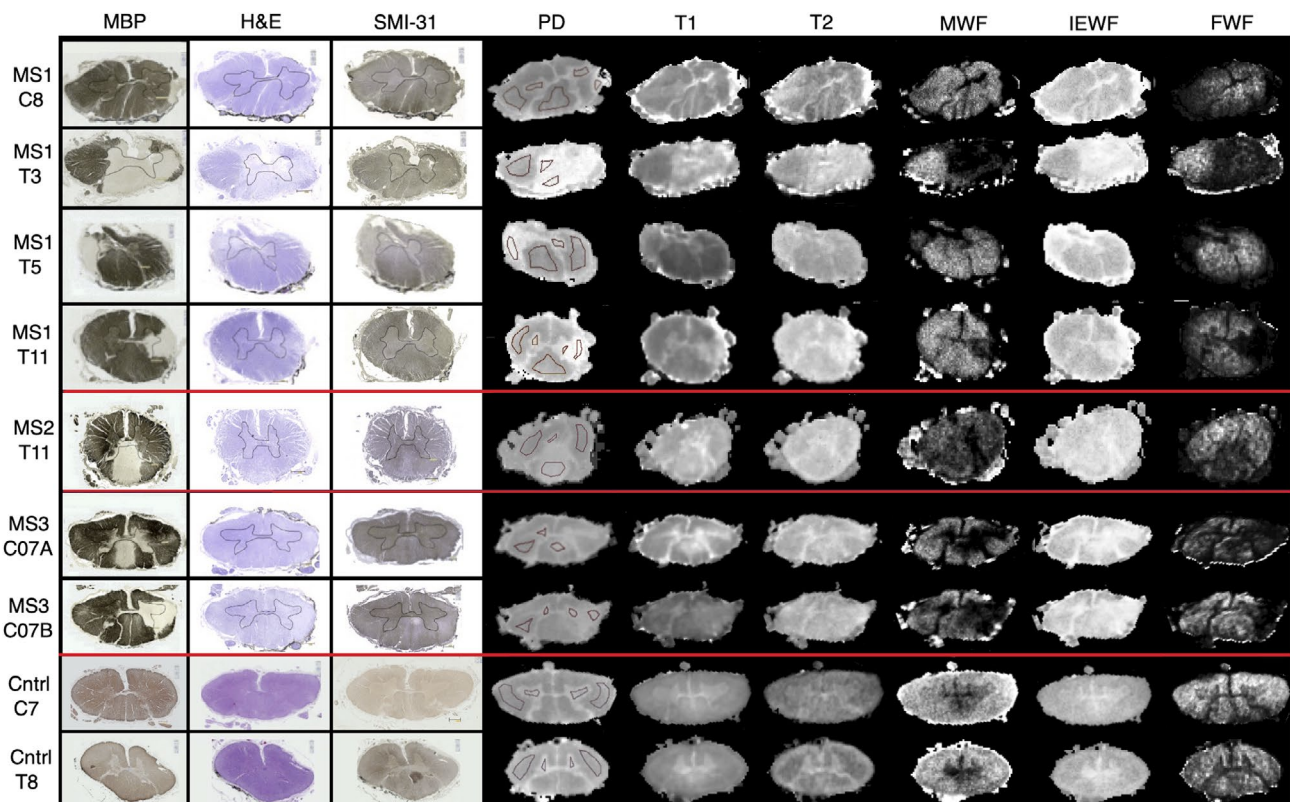 MBP H&E SMI-31 PD T1 T2 MWF IEWF FWF
MS1
C8
MS1
T3
MS1
T5
MS1
T11
MS2
T11
MS3
C07A
MS3
C07B
Cntrl
C7
Cntrl
T8